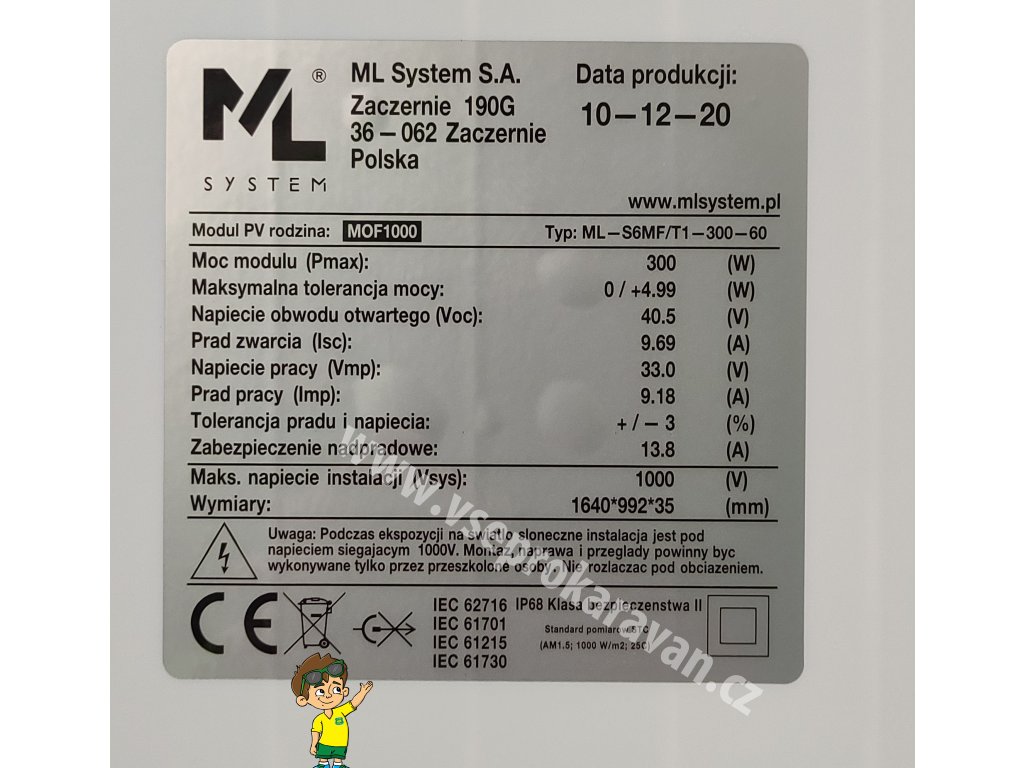 ML ®
SYSTEM
ML System S.A.
Zaczernie 190G
36-062 Zaczernie
Polska
Data produkcji:
10-12-20
www.mlsystem.pl
Modul PV rodzina: MOF1000 Typ: ML-S6MF/T1-300-60
Moc modulu (Pmax): 300 (W)
Maksymalna tolerancja mocy: 0 / +4.99 (W)
Napiecie obwodu otwartego (Voc): 40.5 (V)
Prad zwarcia (Isc): 9.69 (A)
Napiecie pracy (Vmp): 33.0 (V)
Prad pracy (Imp): 9.18 (A)
Tolerancja pradu i napiecia: + / - 3 (%)
Zabezpieczenie nadpradowe: 13.8 (A)
Maks. napiecie instalacji (Vsys): 1000 (V)
Wymiary: 1640*992*35 (mm)
Uwaga: Podczas ekspozycji na swiatlo sloneczne instalacja jest pod
napieciem siegajacym 1000V. Montaz, naprawa i przeglady powinny byc
wykonywane tylko przez przeszkolone osoby. Nie rozlaczac pod obciazeniem.
CE
IEC 62716
IEC 61701
IEC 61215
IEC 61730
IP68 Klasa bezpieczenstwa II
Standard pomiarow STC
(AM1.5; 1000 W/m2; 25C)
www.vseprokaravan.cz